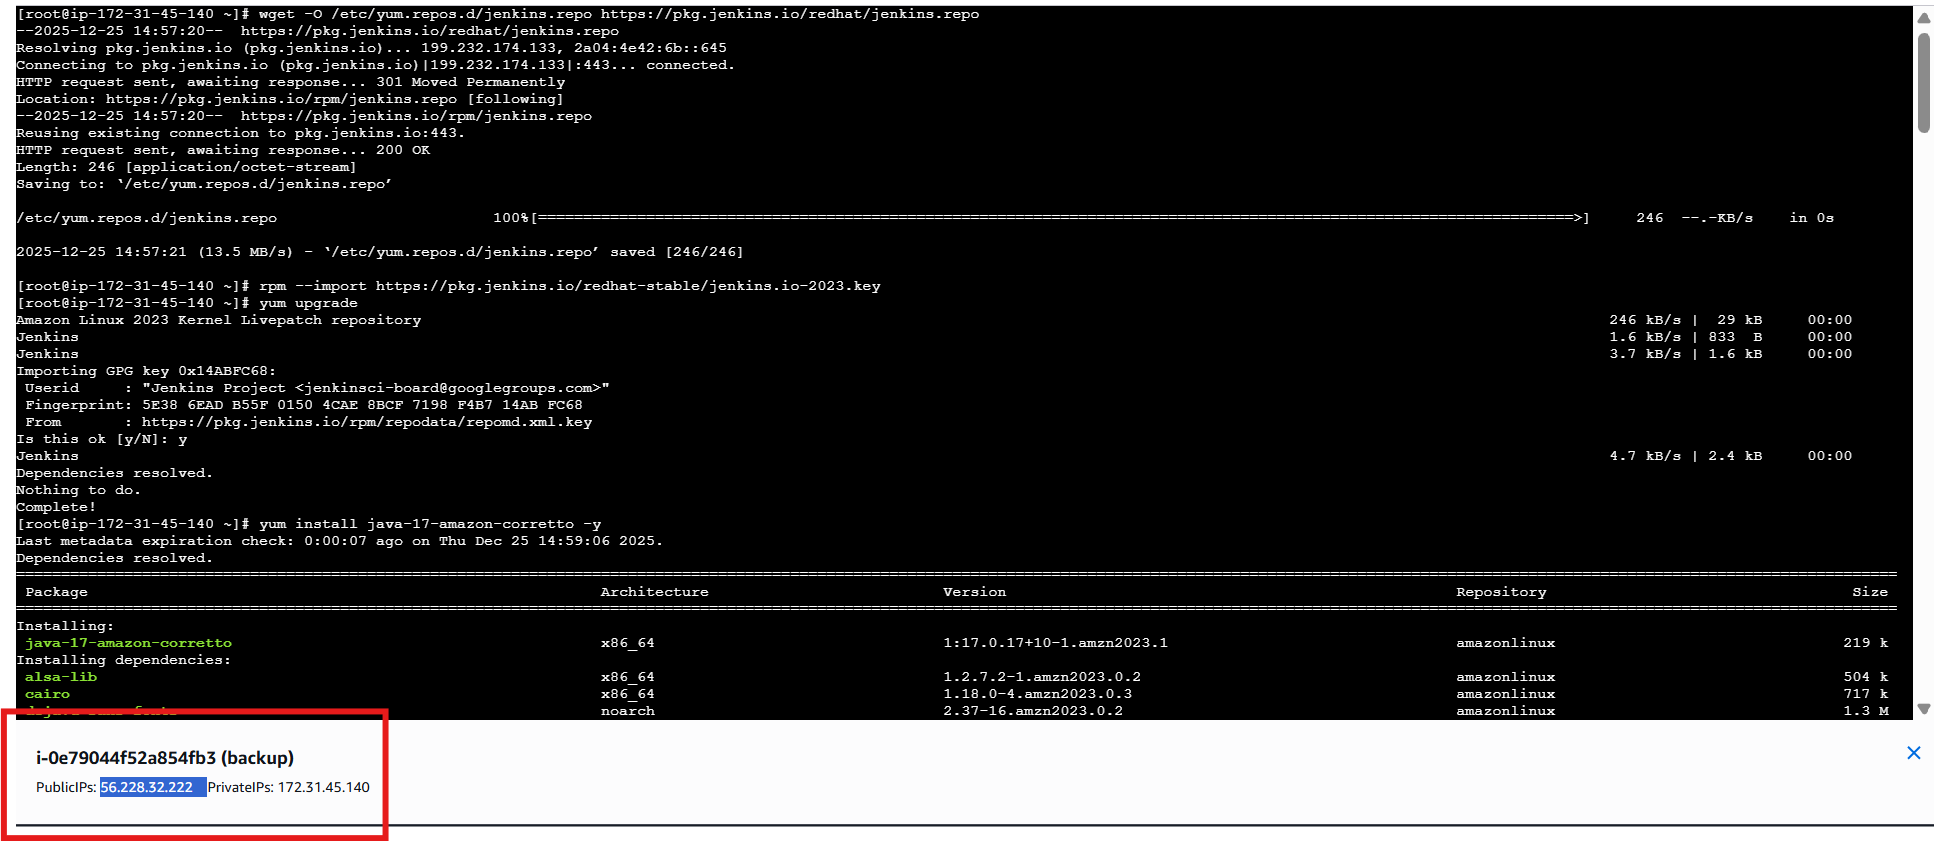 [root@ip-172-31-45-140 ~]# wget -O /etc/yum.repos.d/jenkins.repo https://pkg.jenkins.io/redhat/jenkins.repo
--2025-12-25 14:57:20--  https://pkg.jenkins.io/redhat/jenkins.repo
Resolving pkg.jenkins.io (pkg.jenkins.io)... 199.232.174.133, 2a04:4e42:6b::645
Connecting to pkg.jenkins.io (pkg.jenkins.io)|199.232.174.133|:443... connected.
HTTP request sent, awaiting response... 301 Moved Permanently
Location: https://pkg.jenkins.io/rpm/jenkins.repo [following]
--2025-12-25 14:57:20--  https://pkg.jenkins.io/rpm/jenkins.repo
Reusing existing connection to pkg.jenkins.io:443.
HTTP request sent, awaiting response... 200 OK
Length: 246 [application/octet-stream]
Saving to: ‘/etc/yum.repos.d/jenkins.repo’
/etc/yum.repos.d/jenkins.repo 100%[===================================================================================================================>] 246 --.-KB/s in 0s
2025-12-25 14:57:21 (13.5 MB/s) - ‘/etc/yum.repos.d/jenkins.repo’ saved [246/246]
[root@ip-172-31-45-140 ~]# rpm --import https://pkg.jenkins.io/redhat-stable/jenkins.io-2023.key
[root@ip-172-31-45-140 ~]# yum upgrade
Amazon Linux 2023 Kernel Livepatch repository 246 kB/s | 29 kB 00:00
Jenkins 1.6 kB/s | 833 B 00:00
Jenkins 3.7 kB/s | 1.6 kB 00:00
Importing GPG key 0x14ABFC68:
Userid     : "Jenkins Project <jenkinsci-board@googlegroups.com>"
Fingerprint: 5E38 6EAD B55F 0150 4CAE 8BCF 7198 F4B7 14AB FC68
From       : https://pkg.jenkins.io/rpm/repodata/repomd.xml.key
Is this ok [y/N]: y
Jenkins 4.7 kB/s | 2.4 kB 00:00
Dependencies resolved.
Nothing to do.
Complete!
[root@ip-172-31-45-140 ~]# yum install java-17-amazon-corretto -y
Last metadata expiration check: 0:00:07 ago on Thu Dec 25 14:59:06 2025.
Dependencies resolved.
Package Architecture Version Repository Size
Installing:
java-17-amazon-corretto x86_64 1:17.0.17+10-1.amzn2023.1 amazonlinux 219 k
Installing dependencies:
alsa-lib x86_64 1.2.7.2-1.amzn2023.0.2 amazonlinux 504 k
cairo x86_64 1.18.0-4.amzn2023.0.3 amazonlinux 717 k
noarch 2.37-16.amzn2023.0.2 amazonlinux 1.3 M
i-0e79044f52a854fb3 (backup)
PublicIPs: 56.228.32.222 PrivateIPs: 172.31.45.140